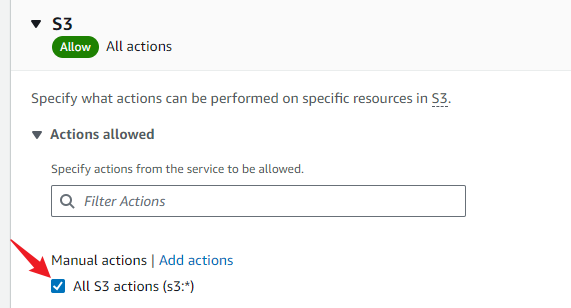 S3
Allow All actions
Specify what actions can be performed on specific resources in S3.
Actions allowed
Specify actions from the service to be allowed.
Filter Actions
Manual actions | Add actions
All S3 actions (s3:*)